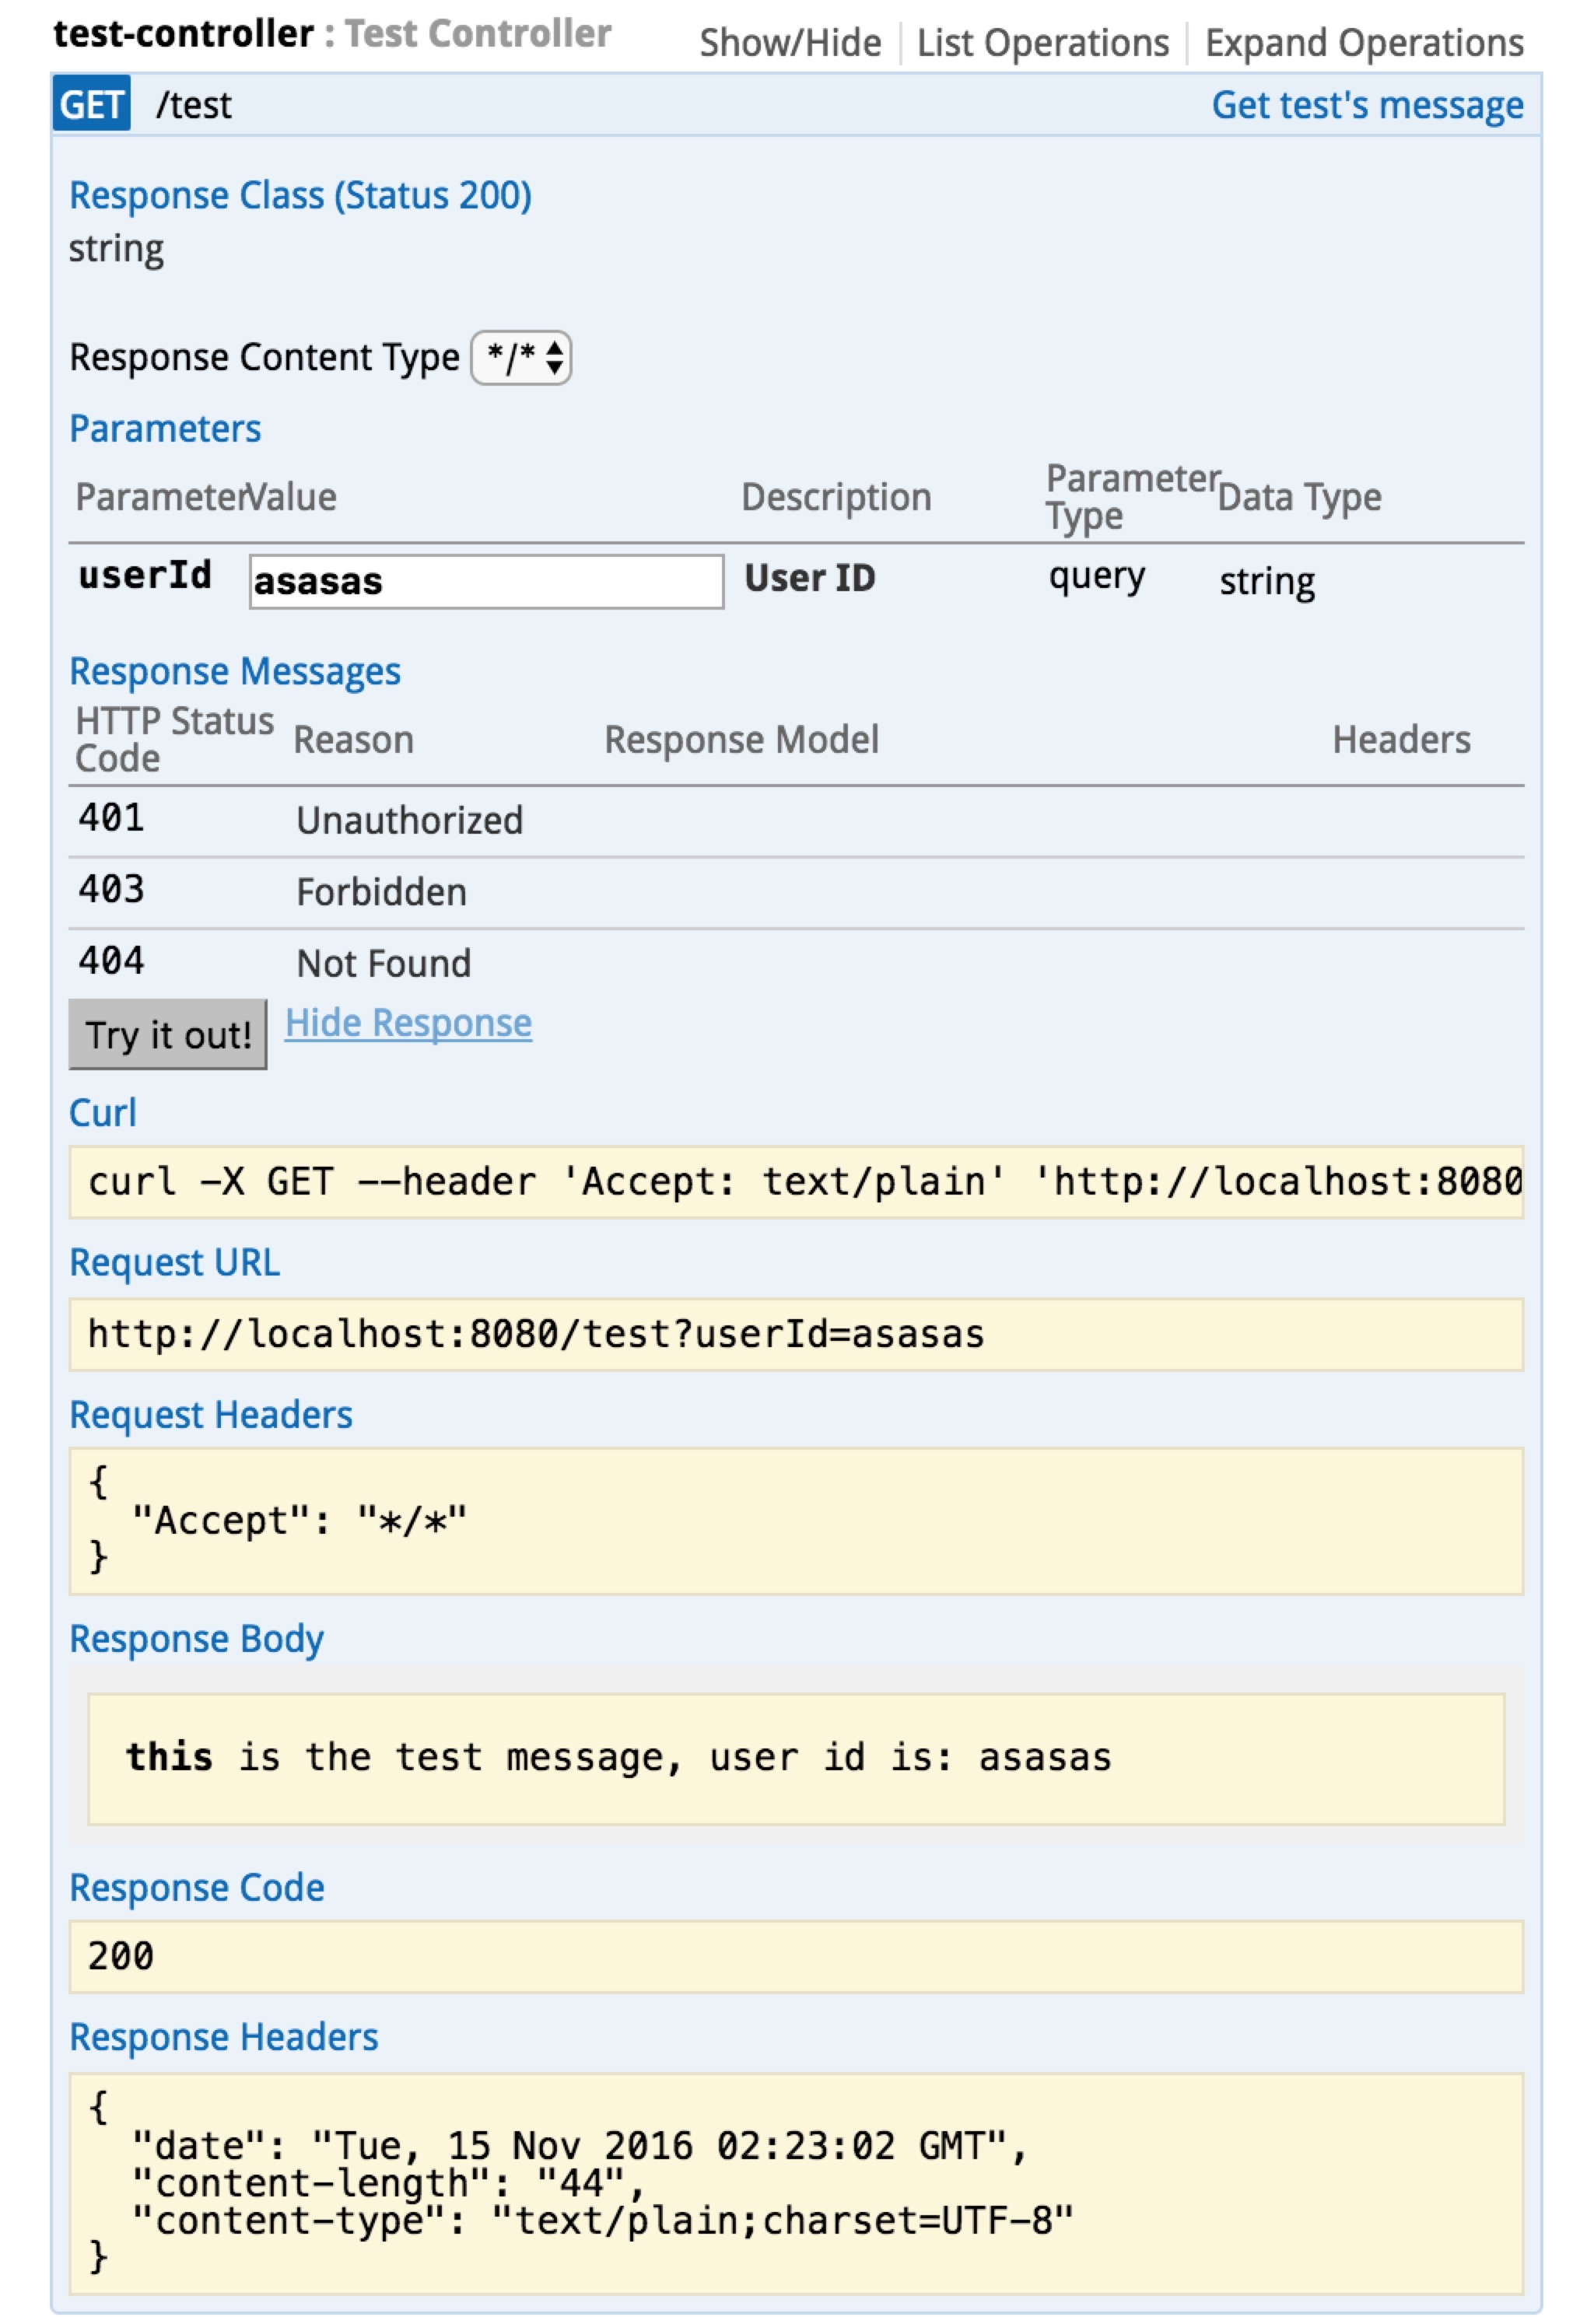 test-controller : Test Controller Show/Hide List Operations Expand Operations
GET /test Get test's message
Response Class (Status 200)
string
Response Content Type */*
Parameters
Parameter Value Description Parameter Type Data Type
userId asasas User ID query string
Response Messages
HTTP Status Code Reason Response Model Headers
401 Unauthorized
403 Forbidden
404 Not Found
Try it out! Hide Response
Curl
curl -X GET --header 'Accept: text/plain' 'http://localhost:8080
Request URL
http://localhost:8080/test?userId=asasas
Request Headers
{
"Accept": "*/*"
}
Response Body
this is the test message, user id is: asasas
Response Code
200
Response Headers
{
"date": "Tue, 15 Nov 2016 02:23:02 GMT",
"content-length": "44",
"content-type": "text/plain;charset=UTF-8"
}